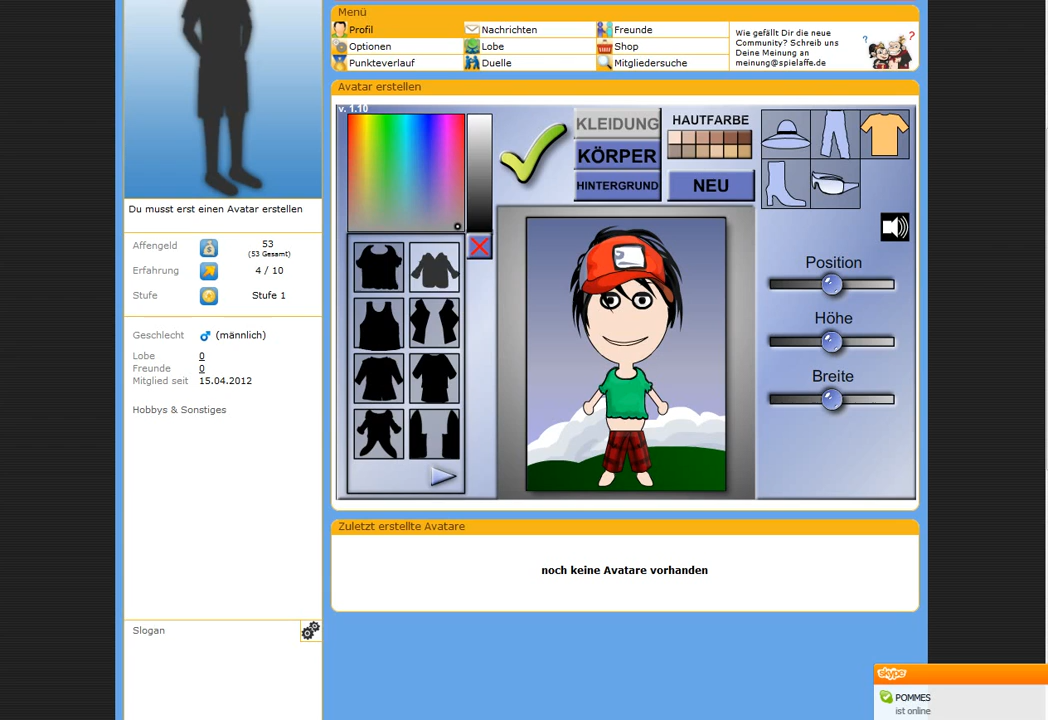 Menü
Profil
Nachrichten
Freunde
Optionen
Lobe
Shop
Punkteverlauf
Duelle
Mitgliedersuche
Wie gefällt Dir die neue
Community? Schreib uns
Deine Meinung an
meinung@spielaffe.de
Avatar erstellen
v. 1.10
KLEIDUNG
KÖRPER
HINTERGRUND
HAUTFARBE
NEU
Position
Höhe
Breite
Du musst erst einen Avatar erstellen
Affengeld
53
(53 Gesamt)
Erfahrung
4 / 10
Stufe
Stufe 1
Geschlecht
(männlich)
Lobe
0
Freunde
0
Mitglied seit
15.04.2012
Hobbys & Sonstiges
Zuletzt erstellte Avatare
noch keine Avatare vorhanden
Slogan
skype
POMMES
ist online